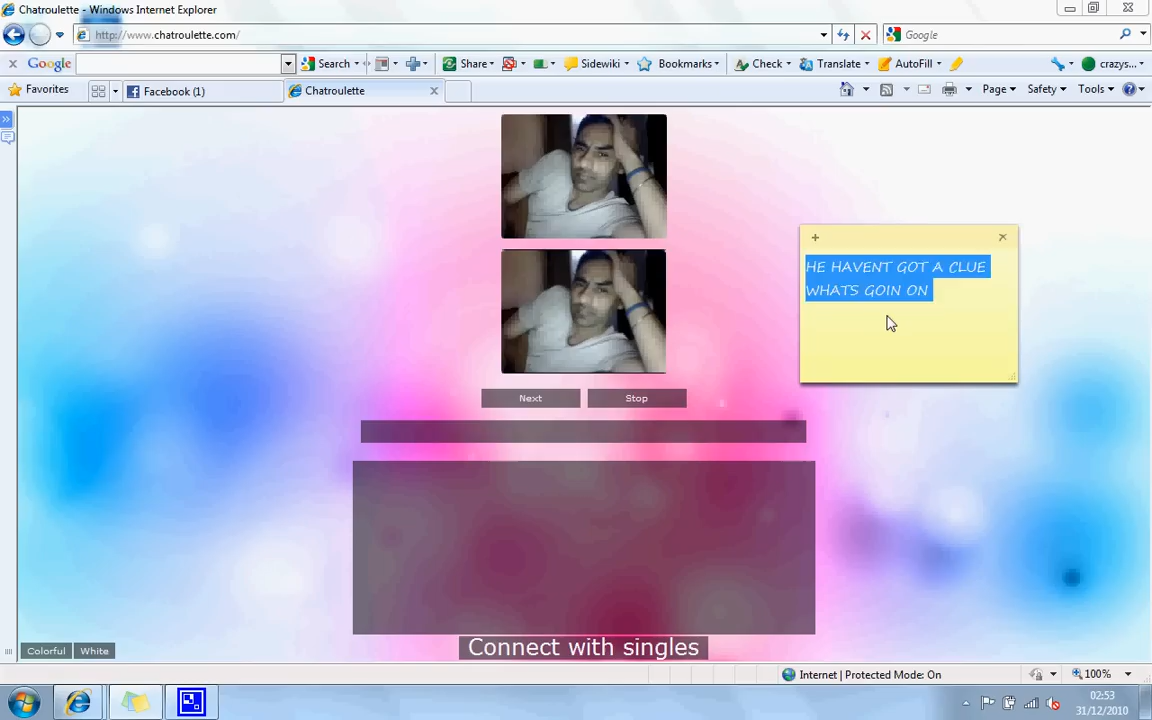 Chatroulette - Windows Internet Explorer
http://www.chatroulette.com/
Google
Google
Search
Share
Sidewiki
Bookmarks
Check
Translate
AutoFill
crazys...
Favorites
Facebook (1)
Chatroulette
Page
Safety
Tools
HE HAVENT GOT A CLUE
WHATS GOIN ON
Next
Stop
Connect with singles
Colorful
White
Internet | Protected Mode: On
100%
02:53
31/12/2010